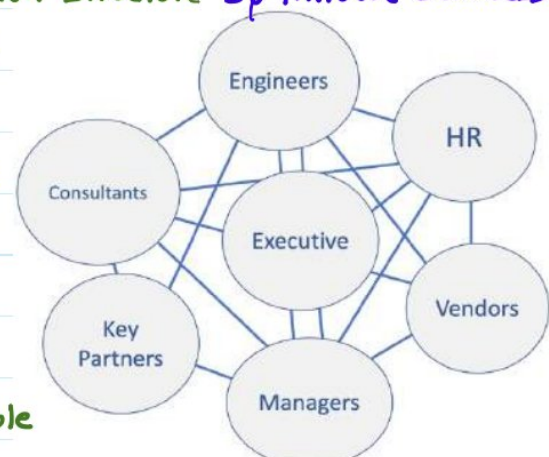 Engineers
HR
Consultants
Executive
Vendors
Key
Partners
Managers